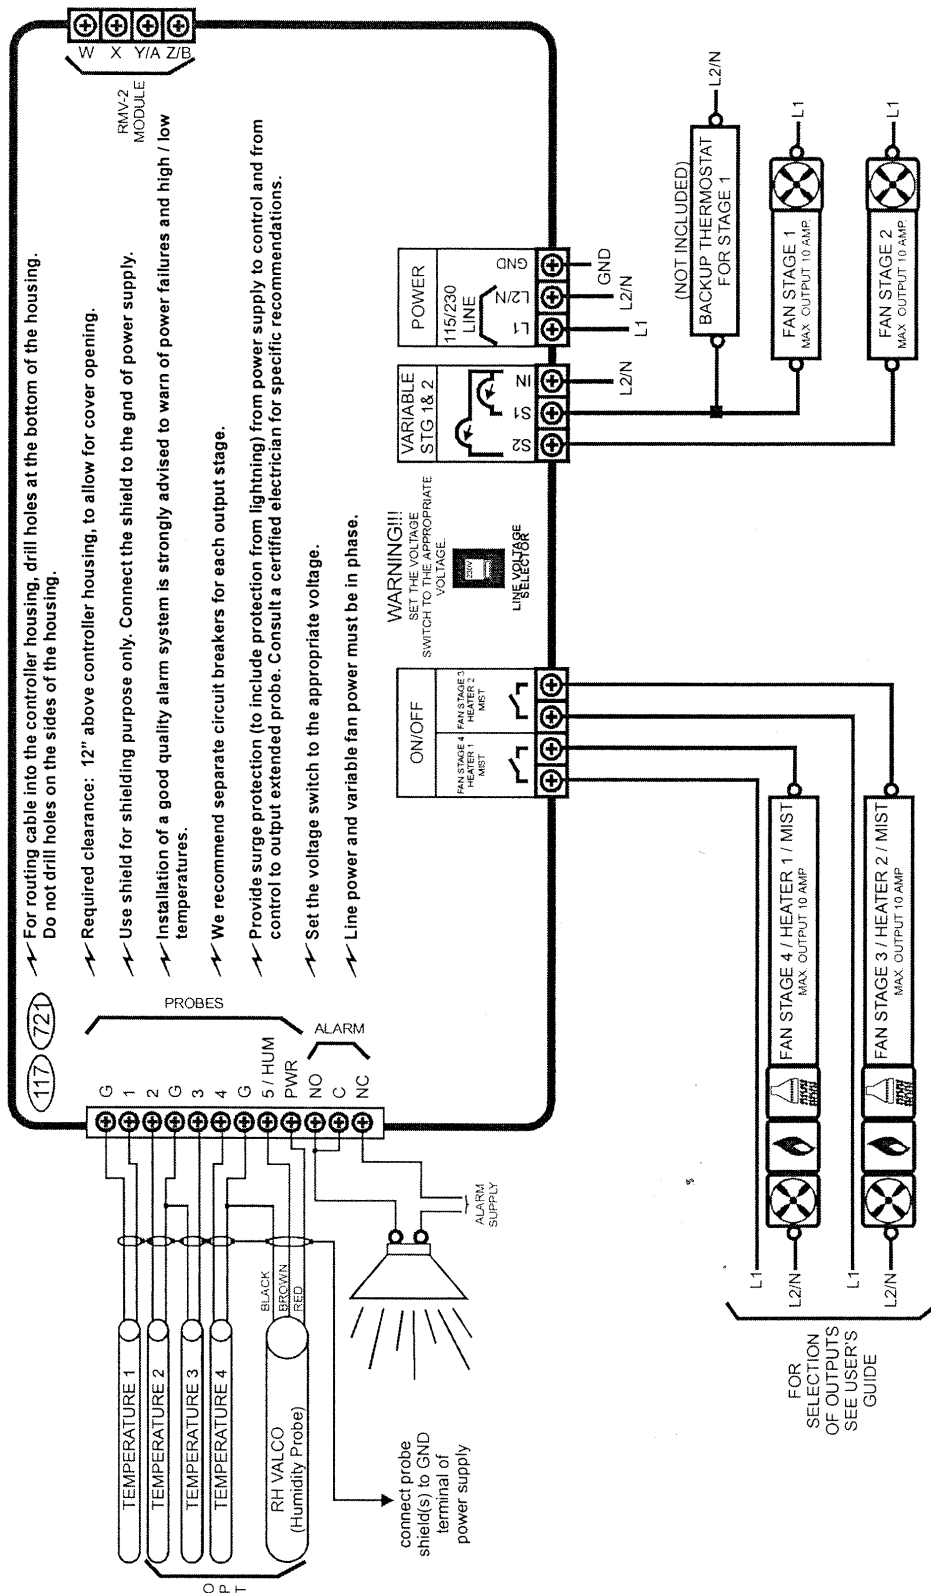 117 721
For routing cable into the controller housing, drill holes at the bottom of the housing.
Do not drill holes on the sides of the housing.
Required clearance: 12" above controller housing, to allow for cover opening.
Use shield for shielding purpose only. Connect the shield to the gnd of power supply.
Installation of a good quality alarm system is strongly advised to warn of power failures and high / low
temperatures.
We recommend separate circuit breakers for each output stage.
Provide surge protection (to include protection from lightning) from power supply to control and from
control to output extended probe. Consult a certified electrician for specific recommendations.
Set the voltage switch to the appropriate voltage.
Line power and variable fan power must be in phase.
W X Y/A Z/B
RMV-2
MODULE
PROBES
ALARM
G
1
2
G
3
4
G
5 / HUM
PWR
NO
C
NC
TEMPERATURE 1
TEMPERATURE 2
TEMPERATURE 3
TEMPERATURE 4
RH VALCO
(Humidity Probe)
OPT
BLACK
BROWN
RED
ALARM
SUPPLY
connect probe
shield(s) to GND
terminal of
power supply
ON/OFF
FAN STAGE 4
HEATER 1
MIST
FAN STAGE 3
HEATER 2
MIST
WARNING!!!
SET THE VOLTAGE
SWITCH TO THE APPROPRIATE
VOLTAGE.
230V
LINE VOLTAGE
SELECTOR
VARIABLE
STG 1& 2
S2 S1 IN
L2/N
POWER
115/230
LINE
L1 L2/N GND
L1
L2/N
GND
(NOT INCLUDED)
BACKUP THERMOSTAT
FOR STAGE 1
L2/N
FAN STAGE 1
MAX OUTPUT 10 AMP.
L1
FAN STAGE 2
MAX OUTPUT 10 AMP.
L1
L1
L2/N
FAN STAGE 4 / HEATER 1 / MIST
MAX. OUTPUT 10 AMP
L1
L2/N
FAN STAGE 3 / HEATER 2 / MIST
MAX. OUTPUT 10 AMP
FOR
SELECTION
OF OUTPUTS
SEE USER'S
GUIDE